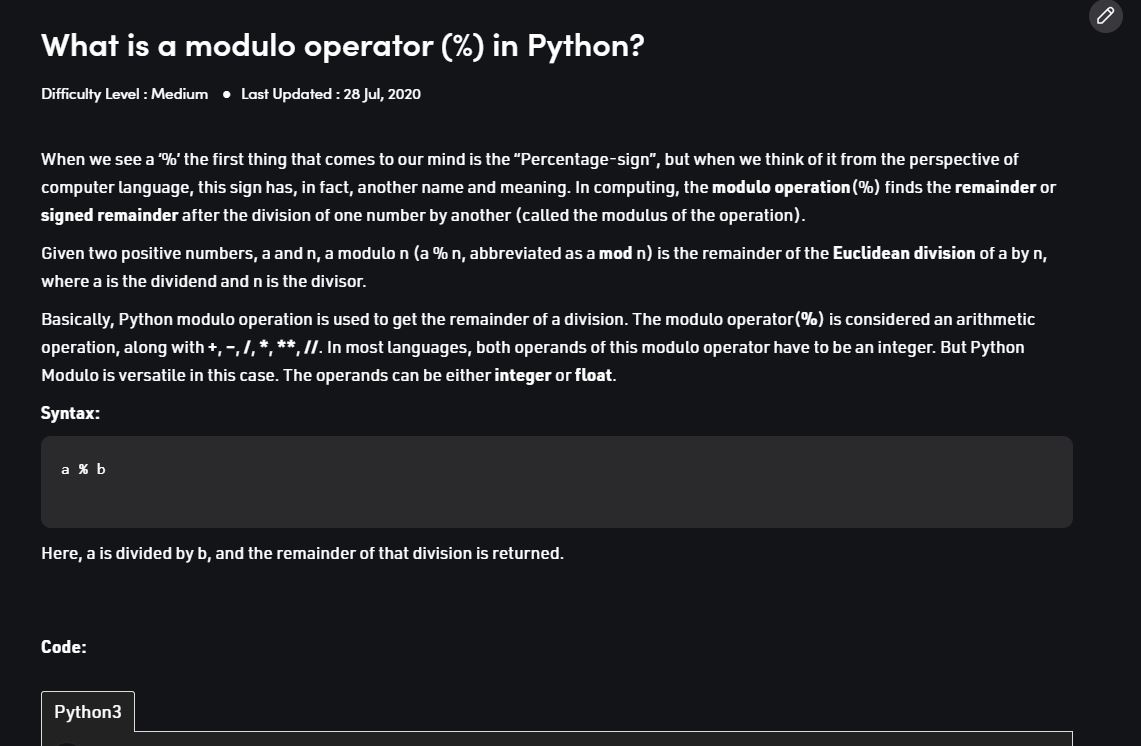 What is a modulo operator (%) in Python?
Difficulty Level : Medium ● Last Updated : 28 Jul, 2020
When we see a ‘%’ the first thing that comes to our mind is the “Percentage-sign”, but when we think of it from the perspective of
computer language, this sign has, in fact, another name and meaning. In computing, the modulo operation(%) finds the remainder or
signed remainder after the division of one number by another (called the modulus of the operation).
Given two positive numbers, a and n, a modulo n (a % n, abbreviated as a mod n) is the remainder of the Euclidean division of a by n,
where a is the dividend and n is the divisor.
Basically, Python modulo operation is used to get the remainder of a division. The modulo operator(%) is considered an arithmetic
operation, along with +, –, /, *, **, //. In most languages, both operands of this modulo operator have to be an integer. But Python
Modulo is versatile in this case. The operands can be either integer or float.
Syntax:
a % b
Here, a is divided by b, and the remainder of that division is returned.
Code:
Python3